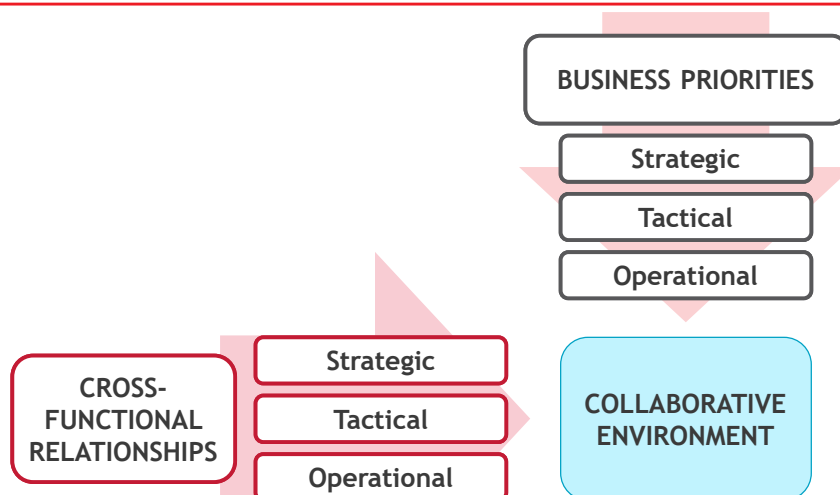 BUSINESS PRIORITIES
Strategic
Tactical
Operational
CROSS-
FUNCTIONAL
RELATIONSHIPS
Strategic
Tactical
Operational
COLLABORATIVE
ENVIRONMENT